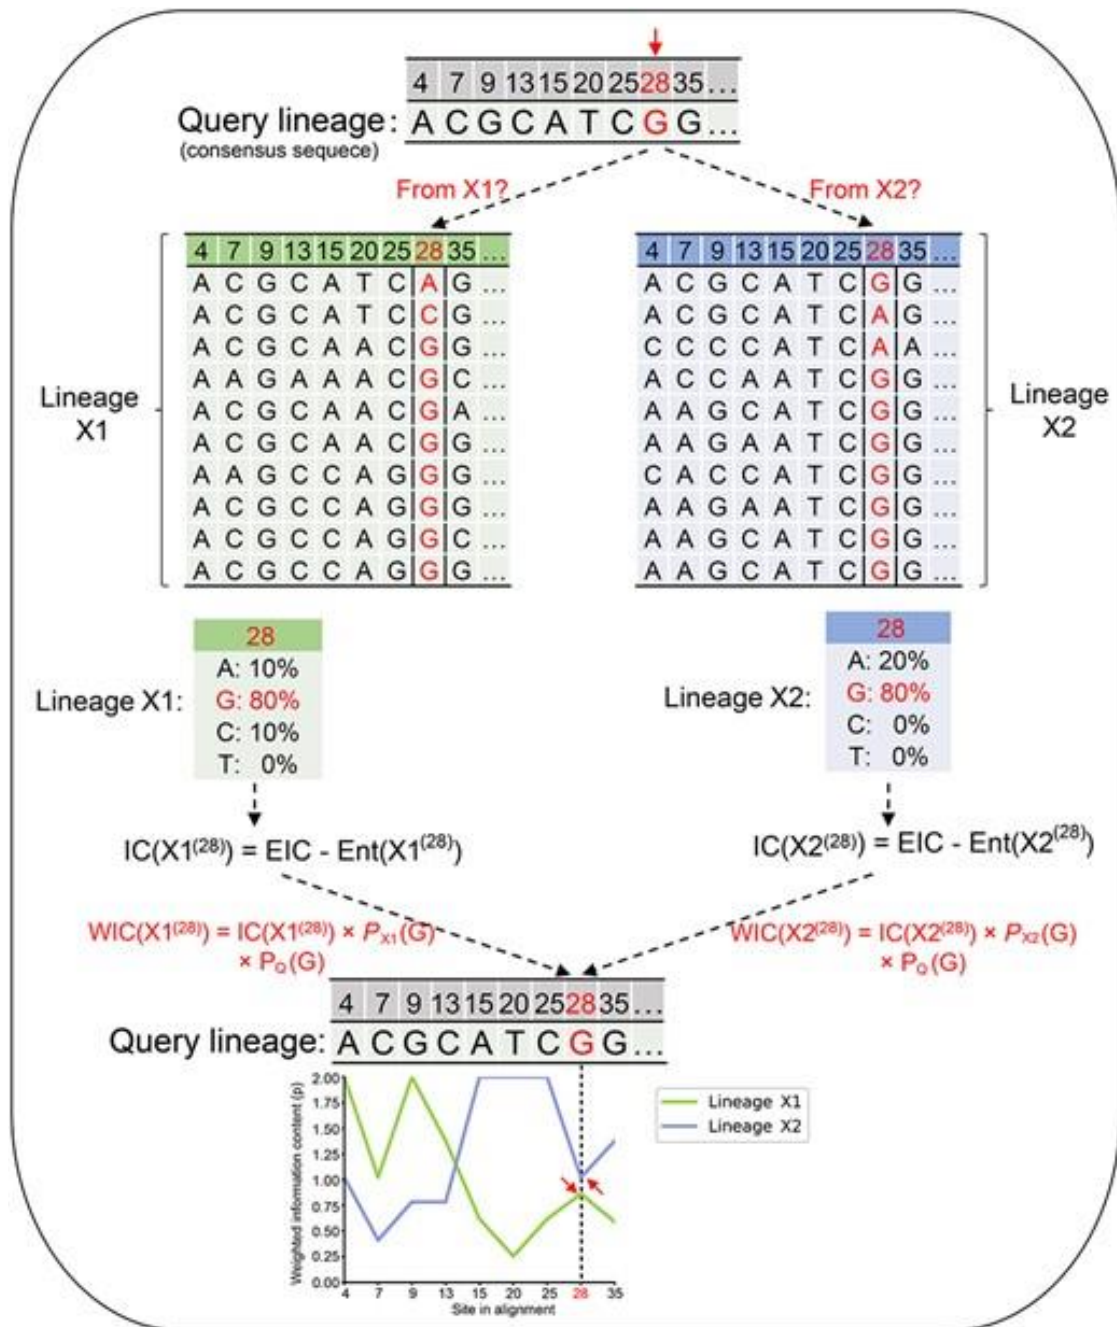 4 7 9 13 15 20 25 28 35 ...
Query lineage: A C G C A T C G G ...
(consensus sequece)
From X1?
From X2?
4 7 9 13 15 20 25 28 35 ...
A C G C A T C A G ...
A C G C A T C C G ...
A C G C A A C G G ...
A A G A A A C G C ...
A C G C A A C G A ...
A C G C A A C G G ...
A A G C C A G G G ...
A C G C C A G G G ...
A C G C C A G G C ...
A C G C C A G G G ...
Lineage
X1
4 7 9 13 15 20 25 28 35 ...
A C G C A T C G G ...
A C G C A T C A G ...
C C C C A T C A A ...
A C C A A T C G G ...
A A G C A T C G G ...
A A G A A T C G G ...
C A C C A T C G G ...
A A G A A T C G G ...
A A G C A T C G G ...
A A G C A T C G G ...
Lineage
X2
Lineage X1:
28
A: 10%
G: 80%
C: 10%
T: 0%
Lineage X2:
28
A: 20%
G: 80%
C: 0%
T: 0%
IC(X1(28)) = EIC - Ent(X1(28))
IC(X2(28)) = EIC - Ent(X2(28))
WIC(X1(28)) = IC(X1(28)) × PX1(G)
× PQ(G)
WIC(X2(28)) = IC(X2(28)) × PX2(G)
× PQ(G)
4 7 9 13 15 20 25 28 35 ...
Query lineage: A C G C A T C G G ...
Weighted information content (p)
2.00
1.75
1.50
1.25
1.00
0.75
0.50
0.25
0.00
4 7 9 13 15 20 25 28 35
Site in alignment
Lineage X1
Lineage X2